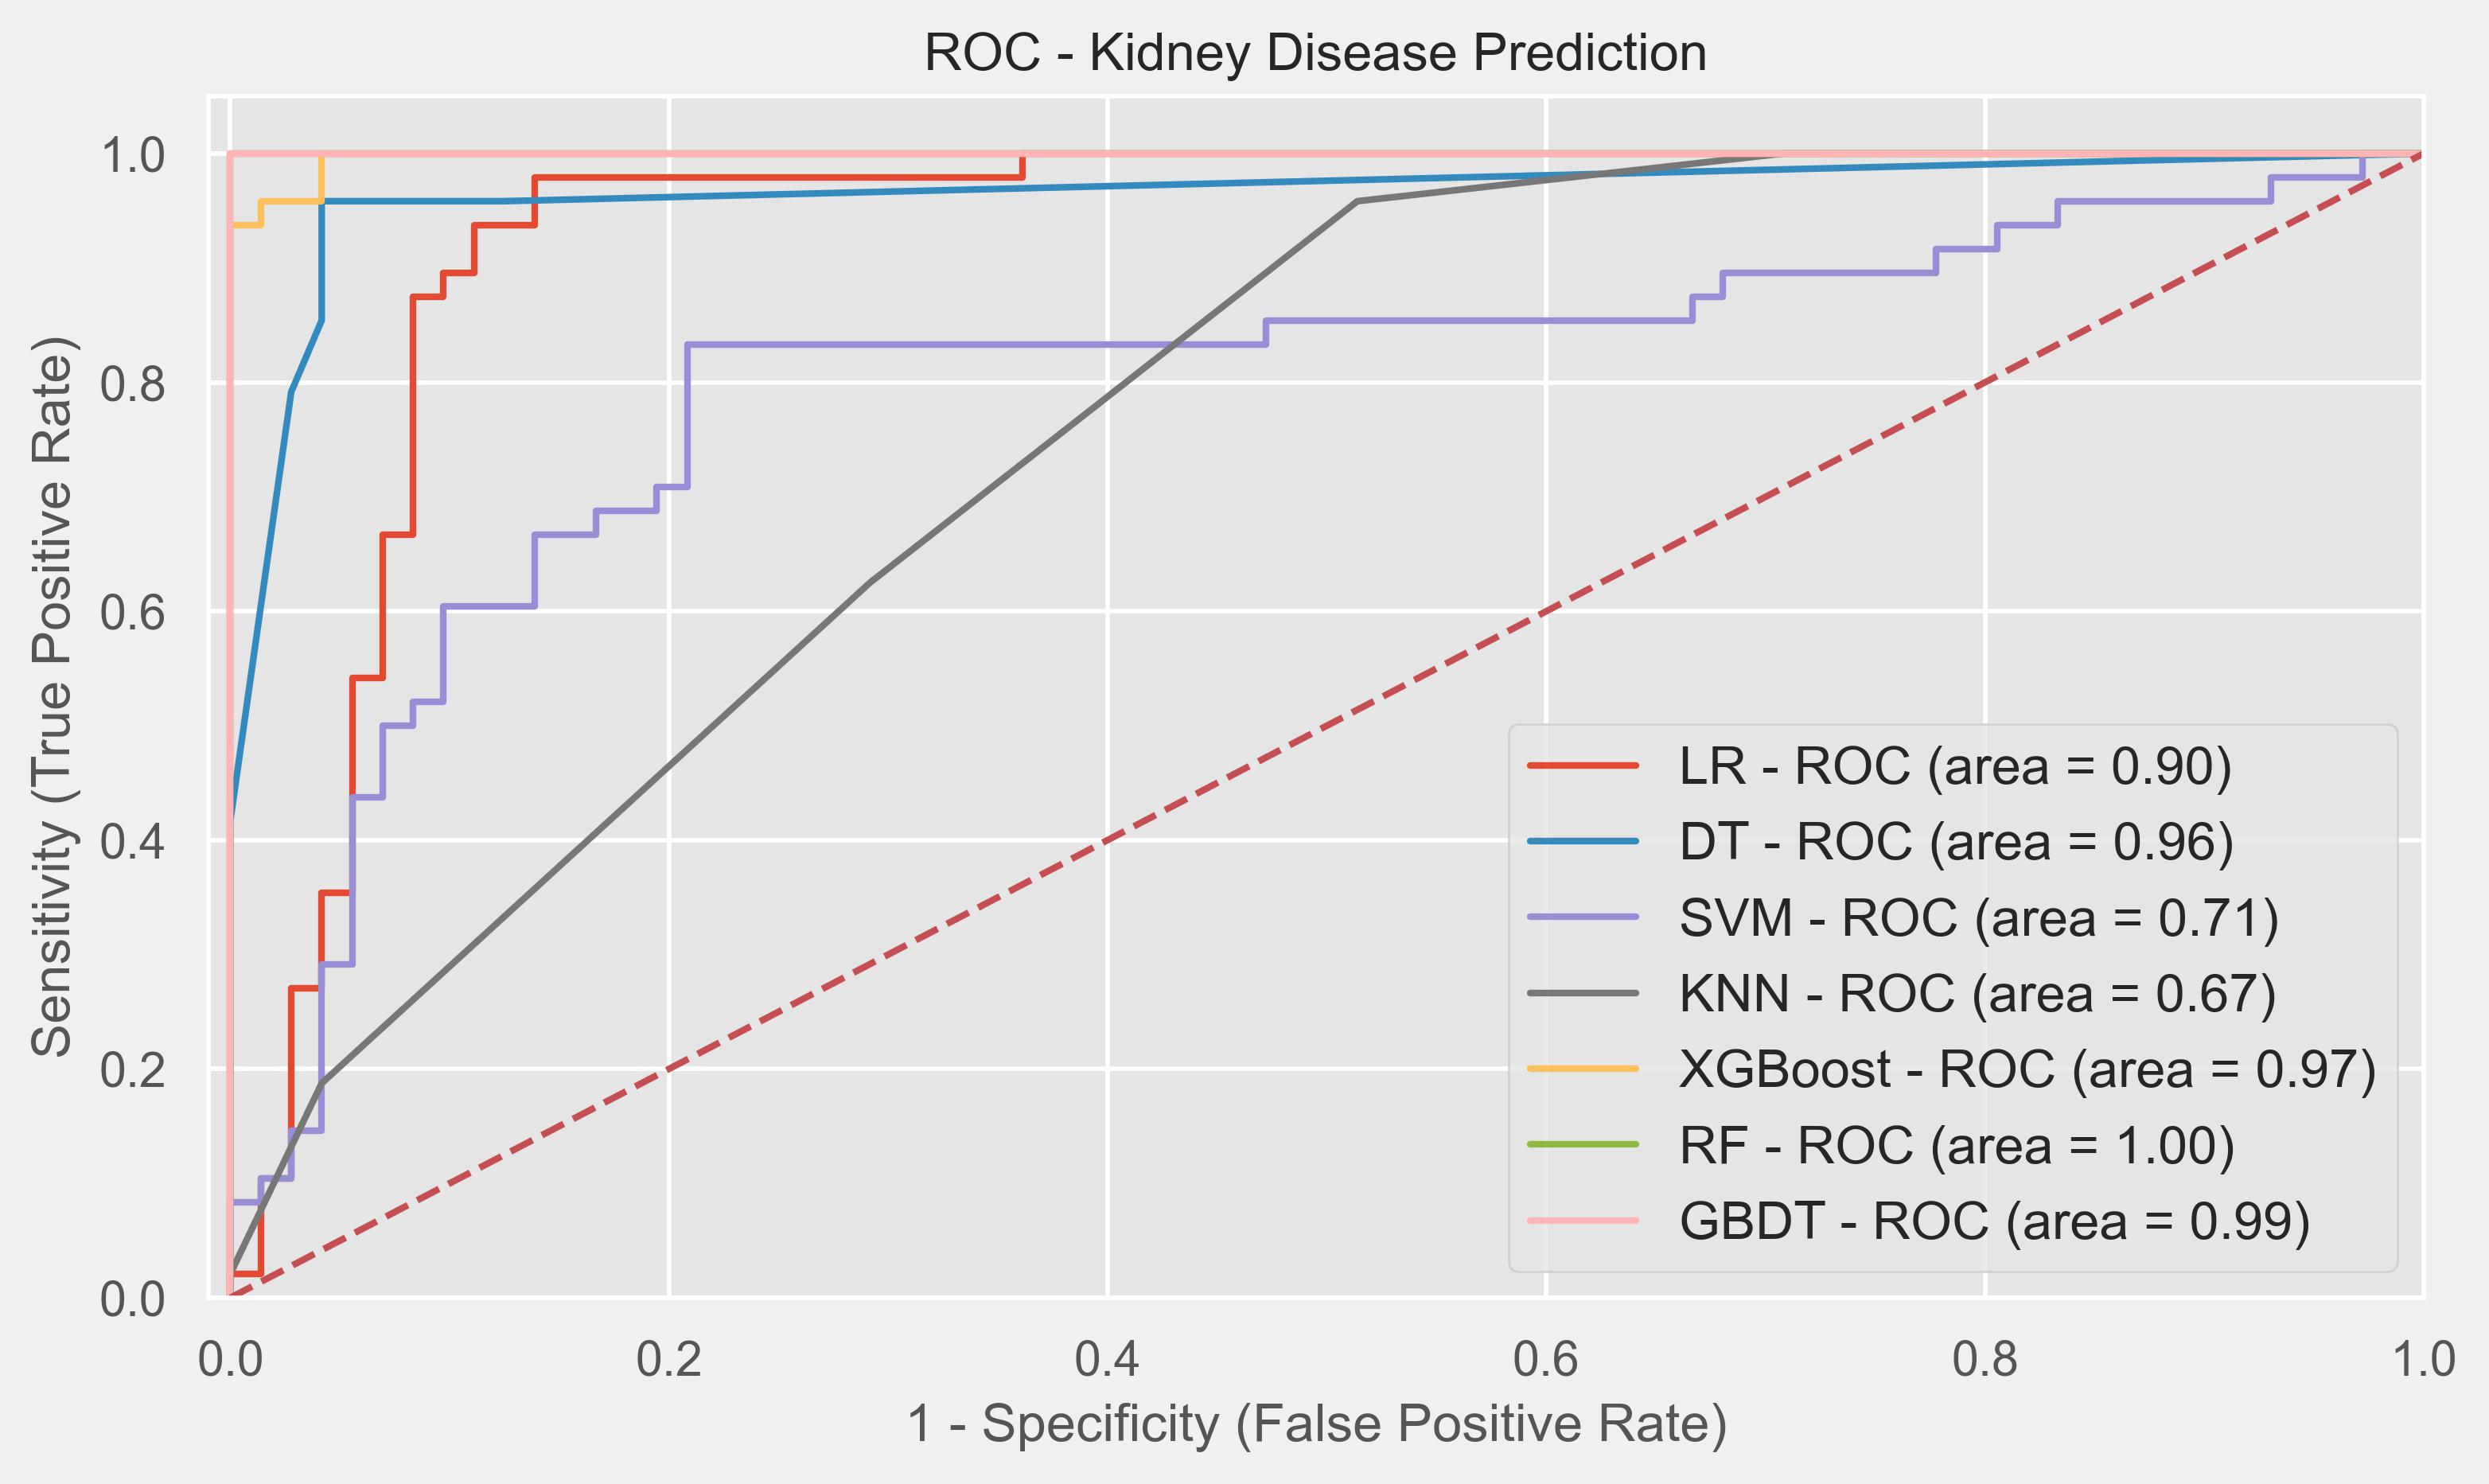 ROC - Kidney Disease Prediction
Sensitivity (True Positive Rate)
1.0
0.8
0.6
0.4
0.2
0.0
LR - ROC (area = 0.90)
DT - ROC (area = 0.96)
SVM - ROC (area = 0.71)
KNN - ROC (area = 0.67)
XGBoost - ROC (area = 0.97)
RF - ROC (area = 1.00)
GBDT - ROC (area = 0.99)
0.0 0.2 0.4 0.6 0.8 1.0
1 - Specificity (False Positive Rate)